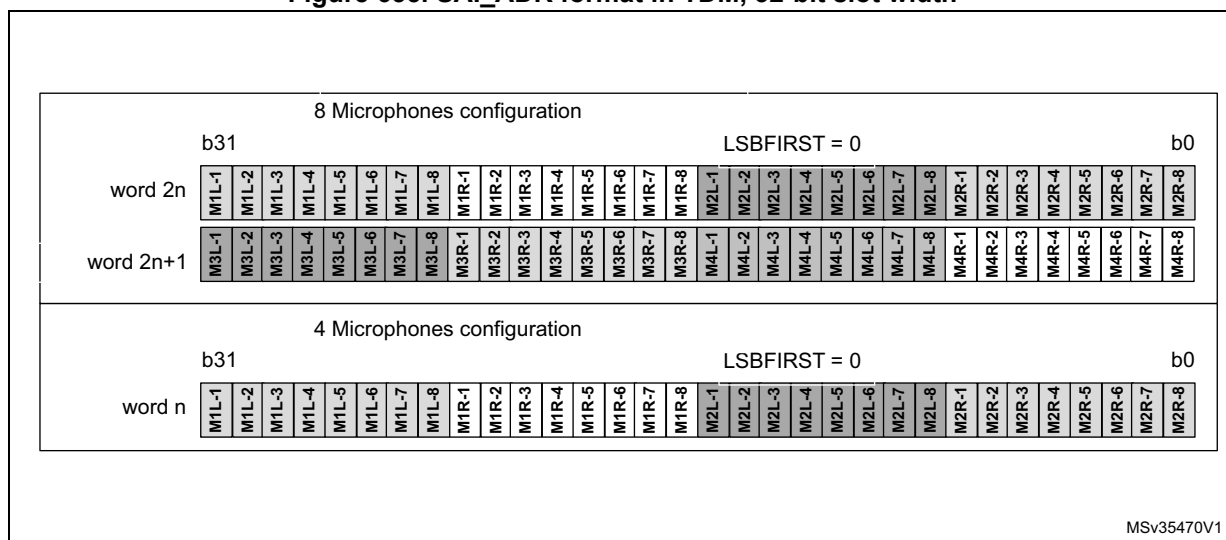 8 Microphones configuration
b31 LSBFIRST = 0 b0
word 2n M1L-1 M1L-2 M1L-3 M1L-4 M1L-5 M1L-6 M1L-7 M1L-8 M1R-1 M1R-2 M1R-3 M1R-4 M1R-5 M1R-6 M1R-7 M1R-8 M2L-1 M2L-2 M2L-3 M2L-4 M2L-5 M2L-6 M2L-7 M2L-8 M2R-1 M2R-2 M2R-3 M2R-4 M2R-5 M2R-6 M2R-7 M2R-8
word 2n+1 M3L-1 M3L-2 M3L-3 M3L-4 M3L-5 M3L-6 M3L-7 M3L-8 M3R-1 M3R-2 M3R-3 M3R-4 M3R-5 M3R-6 M3R-7 M3R-8 M4L-1 M4L-2 M4L-3 M4L-4 M4L-5 M4L-6 M4L-7 M4L-8 M4R-1 M4R-2 M4R-3 M4R-4 M4R-5 M4R-6 M4R-7 M4R-8
4 Microphones configuration
b31 LSBFIRST = 0 b0
word n M1L-1 M1L-2 M1L-3 M1L-4 M1L-5 M1L-6 M1L-7 M1L-8 M1R-1 M1R-2 M1R-3 M1R-4 M1R-5 M1R-6 M1R-7 M1R-8 M2L-1 M2L-2 M2L-3 M2L-4 M2L-5 M2L-6 M2L-7 M2L-8 M2R-1 M2R-2 M2R-3 M2R-4 M2R-5 M2R-6 M2R-7 M2R-8
MSv35470V1